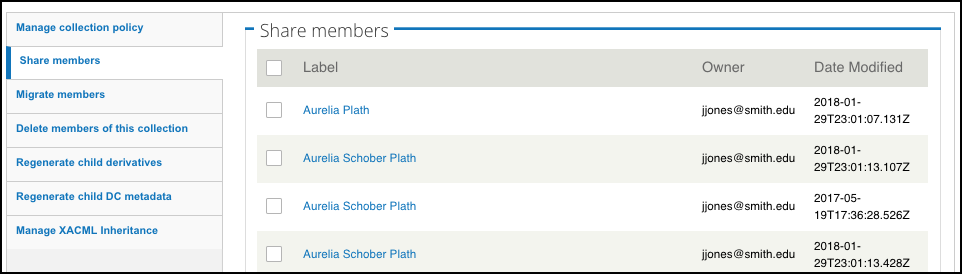 Manage collection policy
Share members
Migrate members
Delete members of this collection
Regenerate child derivatives
Regenerate child DC metadata
Manage XACML Inheritance
Share members
Label Owner Date Modified
Aurelia Plath jjones@smith.edu 2018-01-
29T23:01:07.131Z
Aurelia Schober Plath jjones@smith.edu 2018-01-
29T23:01:13.107Z
Aurelia Schober Plath jjones@smith.edu 2017-05-
19T17:36:28.526Z
Aurelia Schober Plath jjones@smith.edu 2018-01-
29T23:01:13.428Z